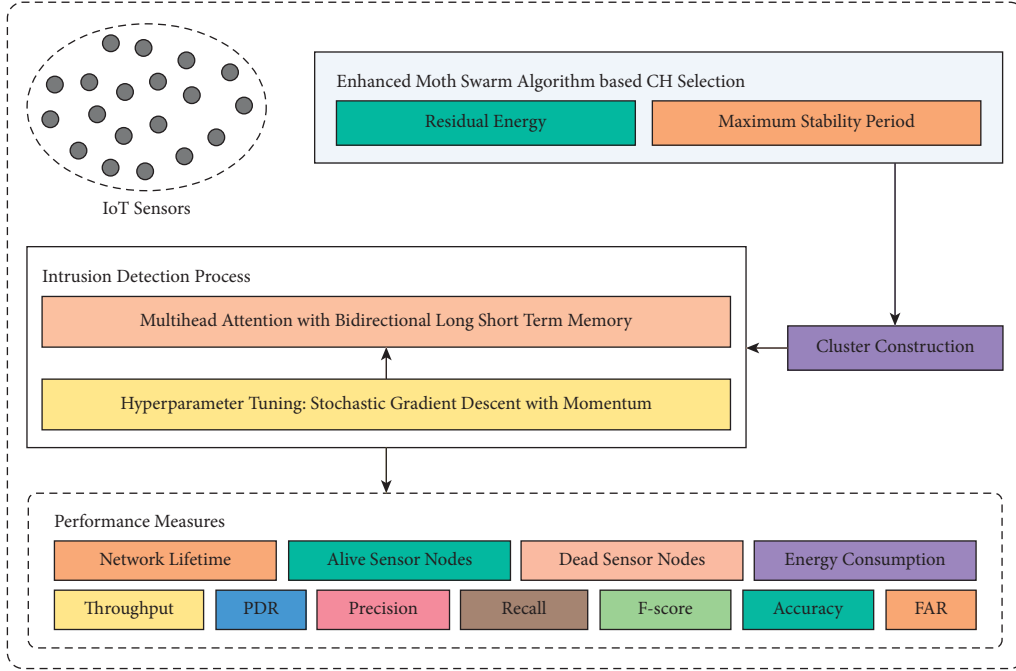 Enhanced Moth Swarm Algorithm based CH Selection
Residual Energy
Maximum Stability Period
IoT Sensors
Intrusion Detection Process
Multihead Attention with Bidirectional Long Short Term Memory
Cluster Construction
Hyperparameter Tuning: Stochastic Gradient Descent with Momentum
Performance Measures
Network Lifetime
Alive Sensor Nodes
Dead Sensor Nodes
Energy Consumption
Throughput
PDR
Precision
Recall
F-score
Accuracy
FAR